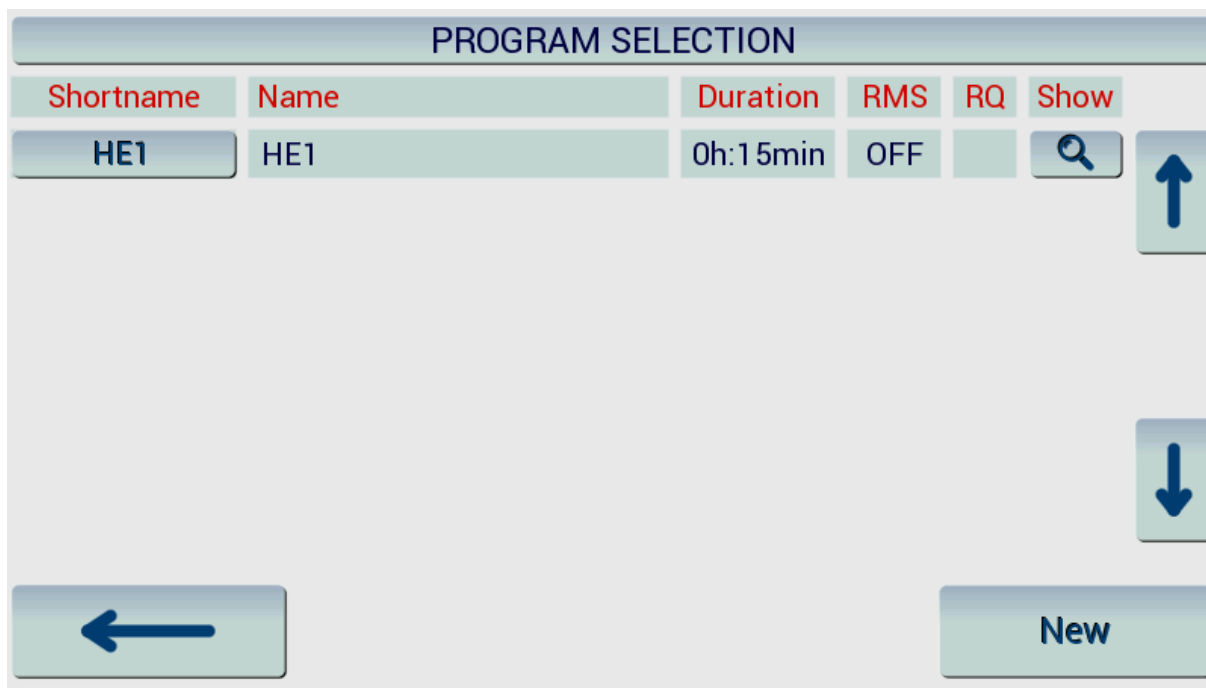 PROGRAM SELECTION
Shortname Name Duration RMS RQ Show
HE1 HE1 0h:15min OFF
New